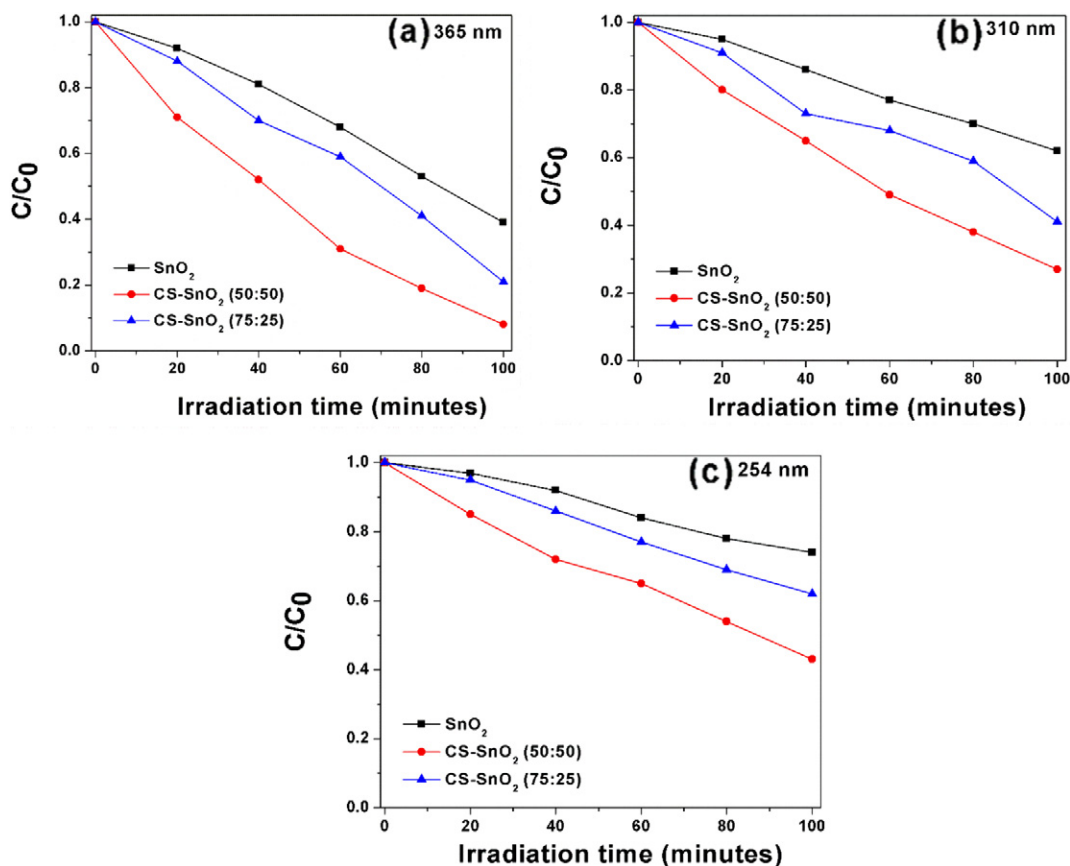 (a) 365 nm
C/C0
1.0
0.8
0.6
0.4
0.2
0.0
SnO2
CS-SnO2 (50:50)
CS-SnO2 (75:25)
0 20 40 60 80 100
Irradiation time (minutes)
(b) 310 nm
C/C0
1.0
0.8
0.6
0.4
0.2
0.0
SnO2
CS-SnO2 (50:50)
CS-SnO2 (75:25)
0 20 40 60 80 100
Irradiation time (minutes)
(c) 254 nm
C/C0
1.0
0.8
0.6
0.4
0.2
0.0
SnO2
CS-SnO2 (50:50)
CS-SnO2 (75:25)
0 20 40 60 80 100
Irradiation time (minutes)